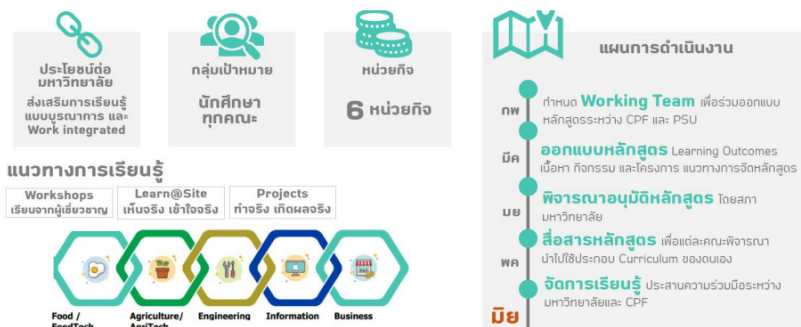 ประโยชน์ต่อ
มหาวิทยาลัย
ส่งเสริมการเรียนรู้
แบบบูรณาการ และ
Work integrated
กลุ่มเป้าหมาย
นักศึกษา
ทุกคณะ
หน่วยกิจ
6 หน่วยกิจ
แนวทางการเรียนรู้
Workshops
เรียนจากผู้เชี่ยวชาญ
Learn@Site
เห็นจริง เข้าใจจริง
Projects
ทำจริง เกิดผลจริง
Food /
FoodTech
Agriculture/
AgriTech
Engineering
Information
Business
แผนการดำเนินงาน
กพ
กำหนด Working Team เพื่อร่วมออกแบบ
หลักสูตรระหว่าง CPF และ PSU
มีค
ออกแบบหลักสูตร Learning Outcomes
เนื้อหา กิจกรรม และโครงการ แนวทางการจัดหลักสูตร
มย
พิจารณาอนุมัติหลักสูตร โดยสภา
มหาวิทยาลัย
พค
สื่อสารหลักสูตร เพื่อแต่ละคณะพิจารณา
นำไปใช้ประกอบ Curriculum ของตนเอง
มิย
จัดการเรียนรู้ ประสานความร่วมมือระหว่าง
มหาวิทยาลัยและ CPF